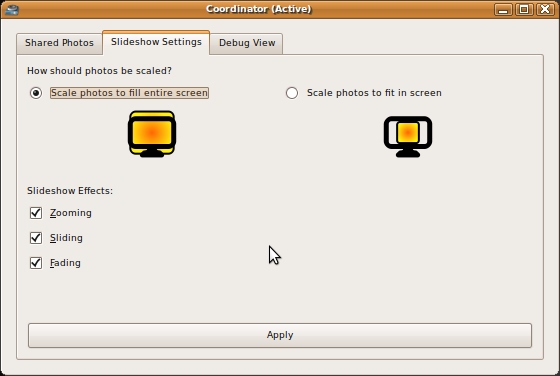 Coordinator (Active)
Shared Photos
Slideshow Settings
Debug View
How should photos be scaled?
Scale photos to fill entire screen
Scale photos to fit in screen
Slideshow Effects:
Zooming
Sliding
Fading
Apply